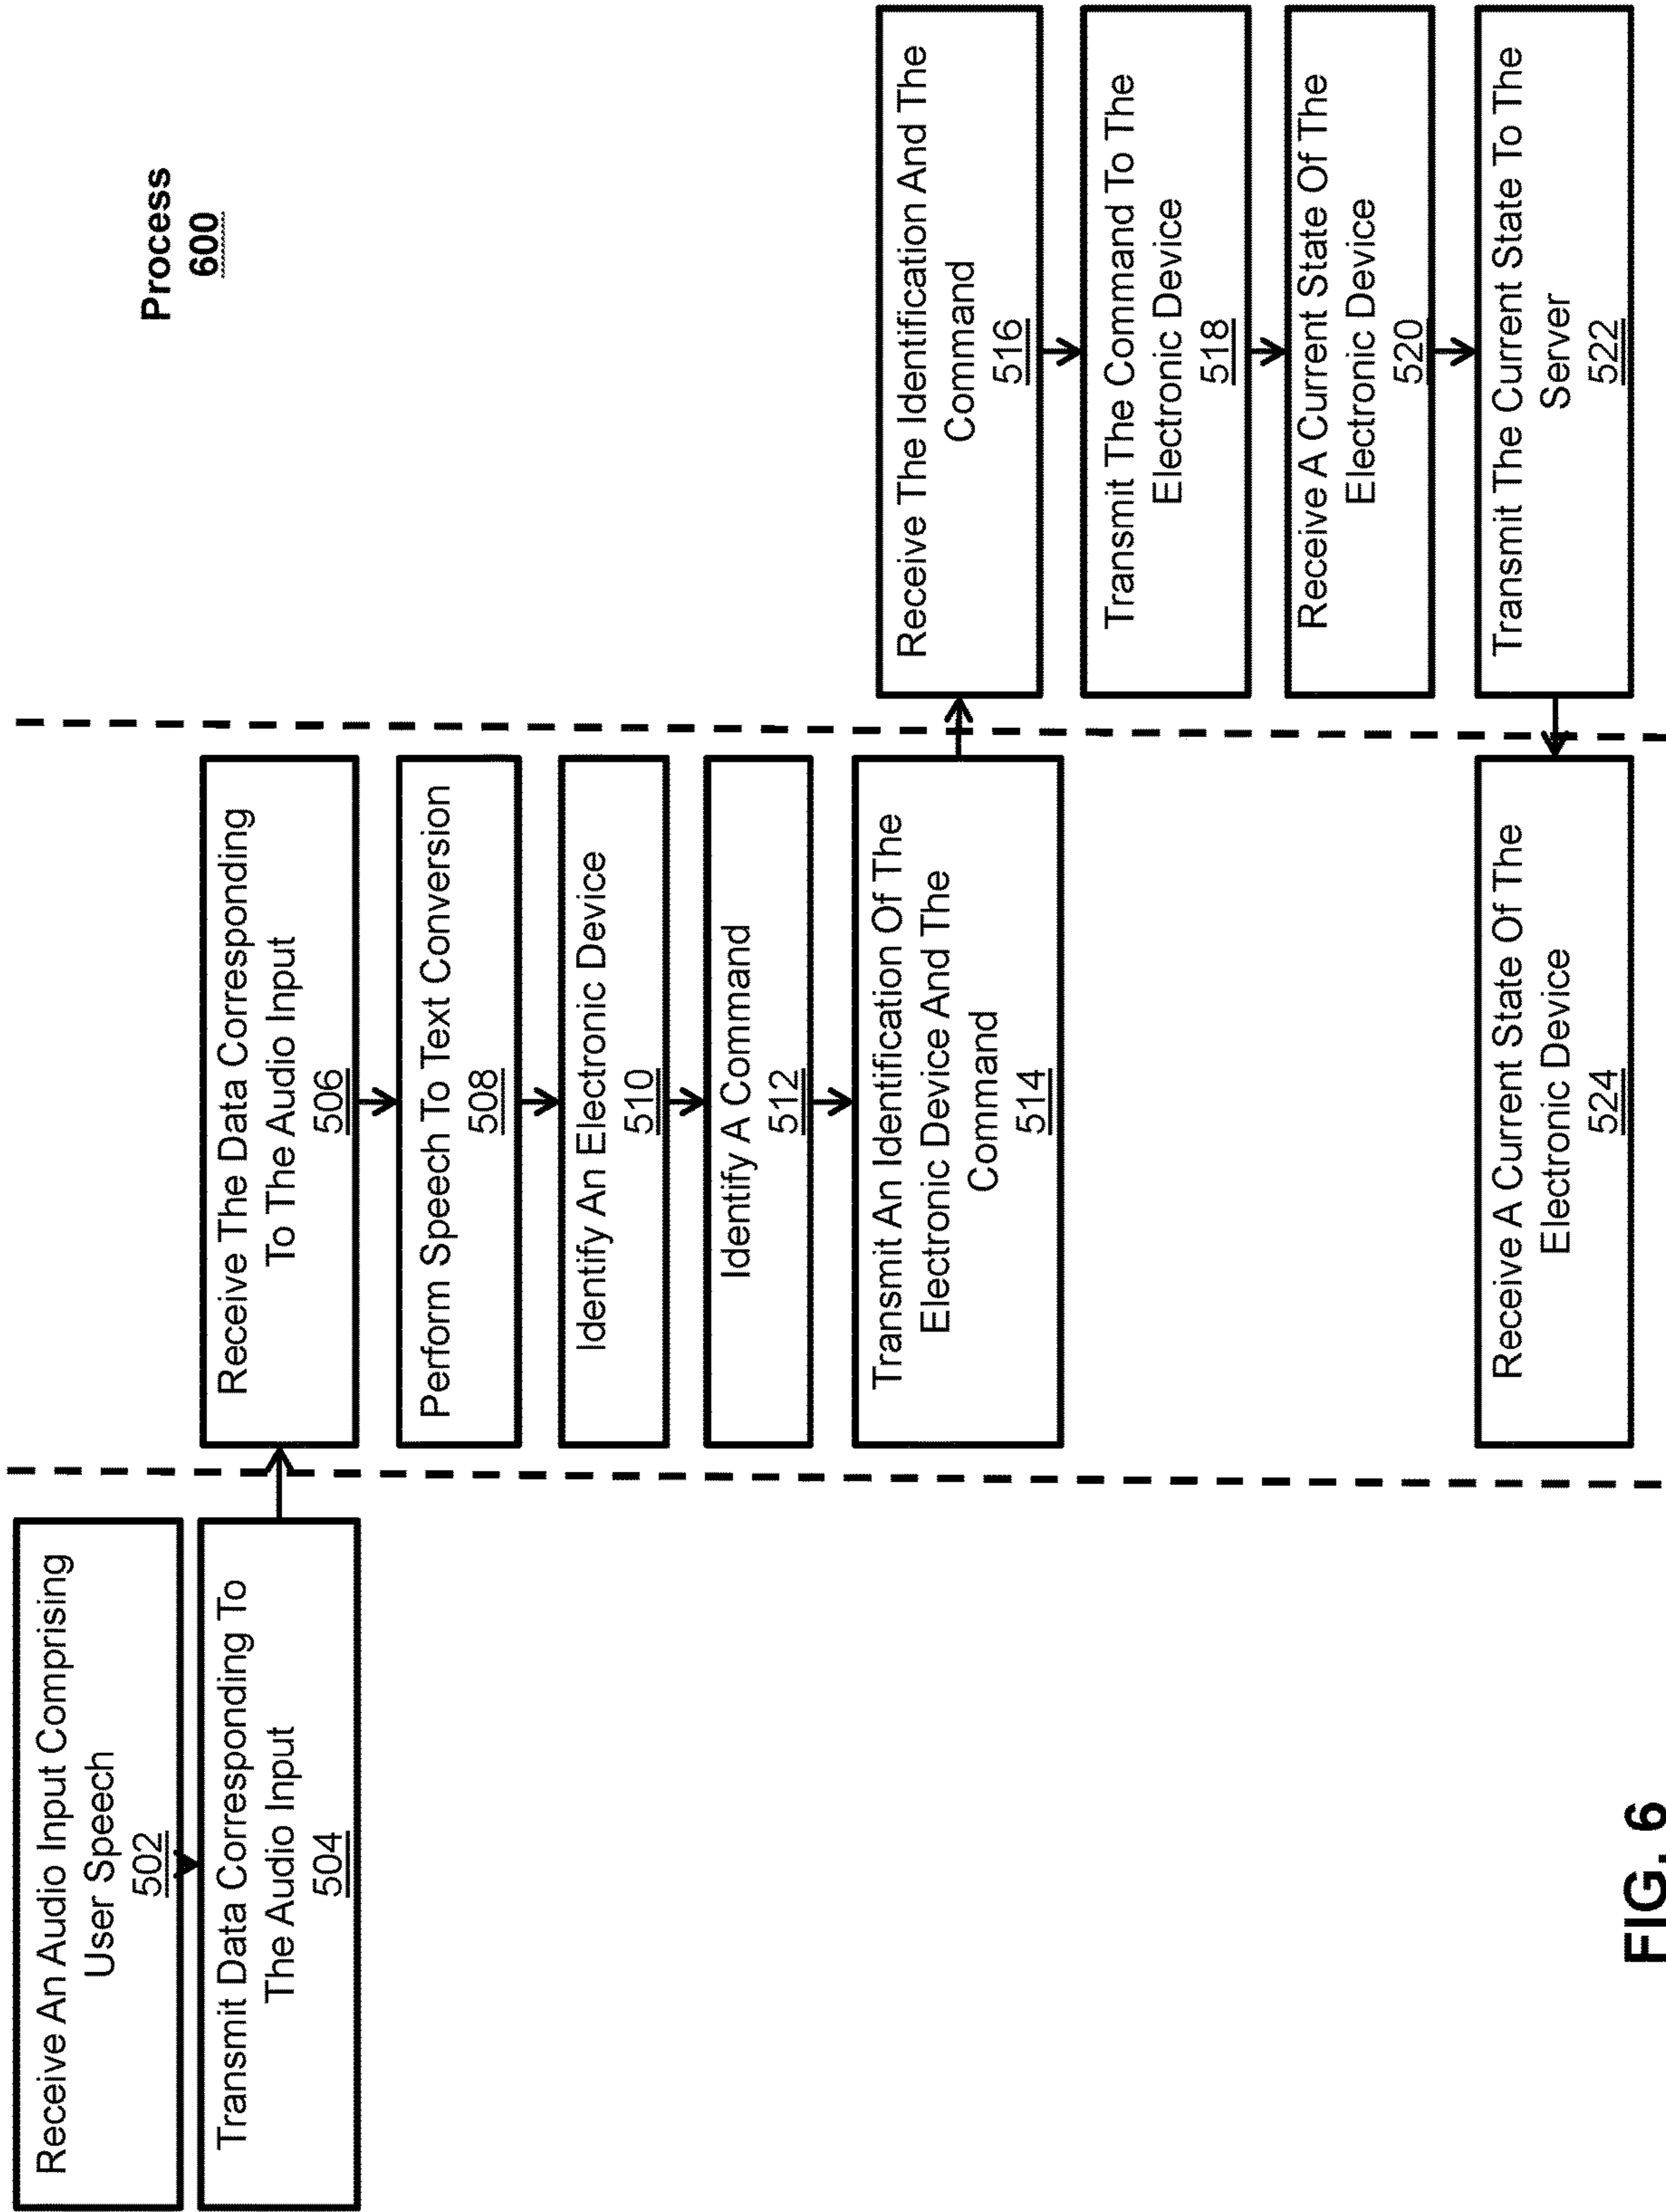 Process
600
Receive An Audio Input Comprising
User Speech
502
Transmit Data Corresponding To
The Audio Input
504
Receive The Data Corresponding
To The Audio Input
506
Perform Speech To Text Conversion
508
Identify An Electronic Device
510
Identify A Command
512
Transmit An Identification Of The
Electronic Device And The
Command
514
Receive The Identification And The
Command
516
Transmit The Command To The
Electronic Device
518
Receive A Current State Of The
Electronic Device
520
Transmit The Current State To The
Server
522
Receive A Current State Of The
Electronic Device
524
FIG. 6